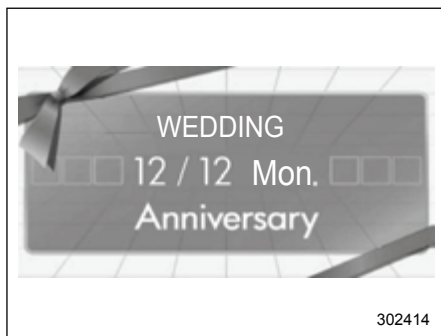 WEDDING
□□□ 12 / 12 Mon. □□□
Anniversary
302414